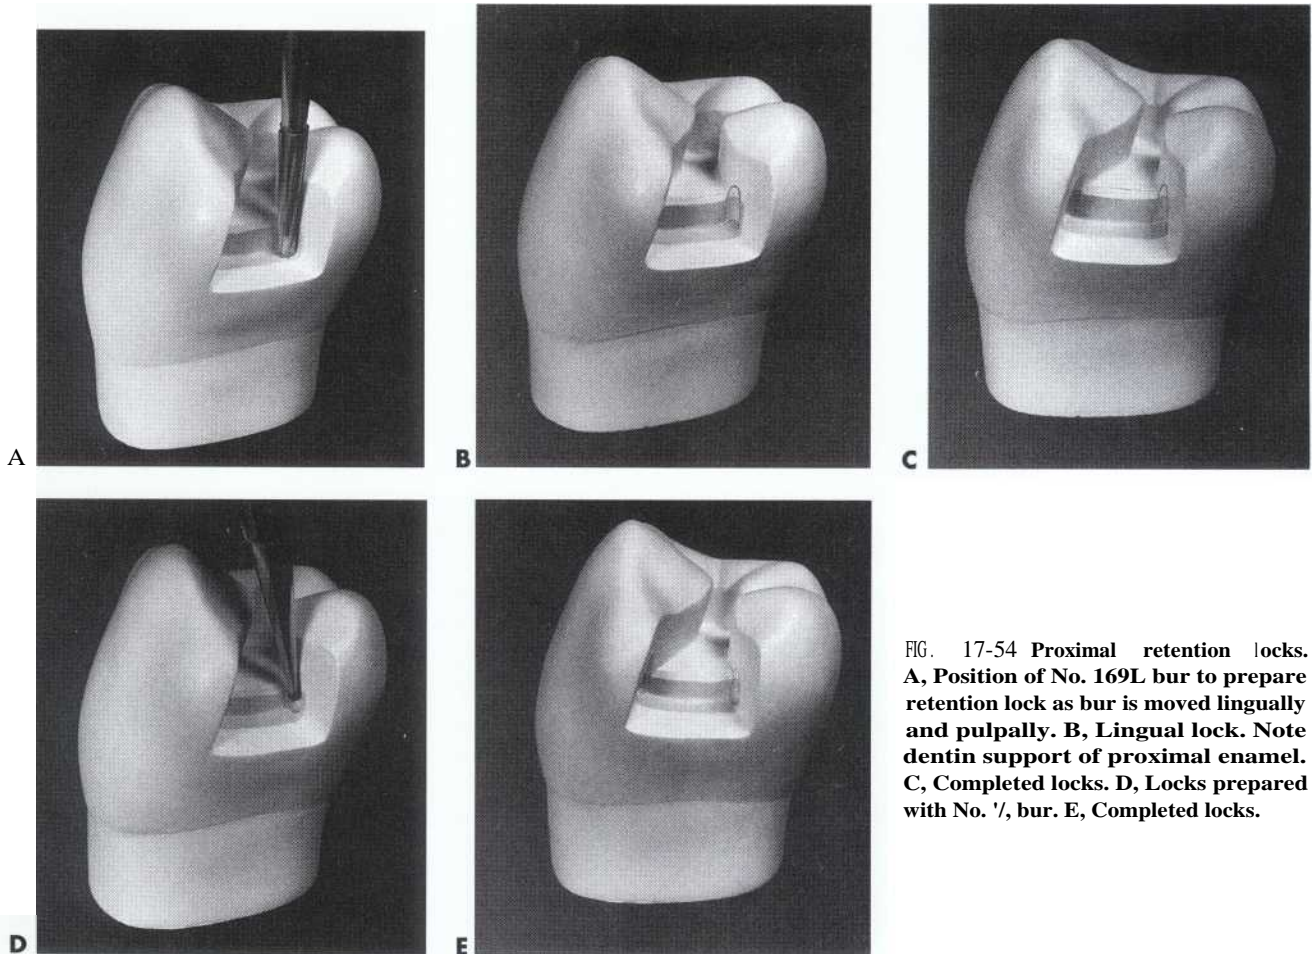 A
B
C
D
E
FIG. 17-54 Proximal retention locks.
A, Position of No. 169L bur to prepare
retention lock as bur is moved lingually
and pulpally. B, Lingual lock. Note
dentin support of proximal enamel.
C, Completed locks. D, Locks prepared
with No. '/, bur. E, Completed locks.